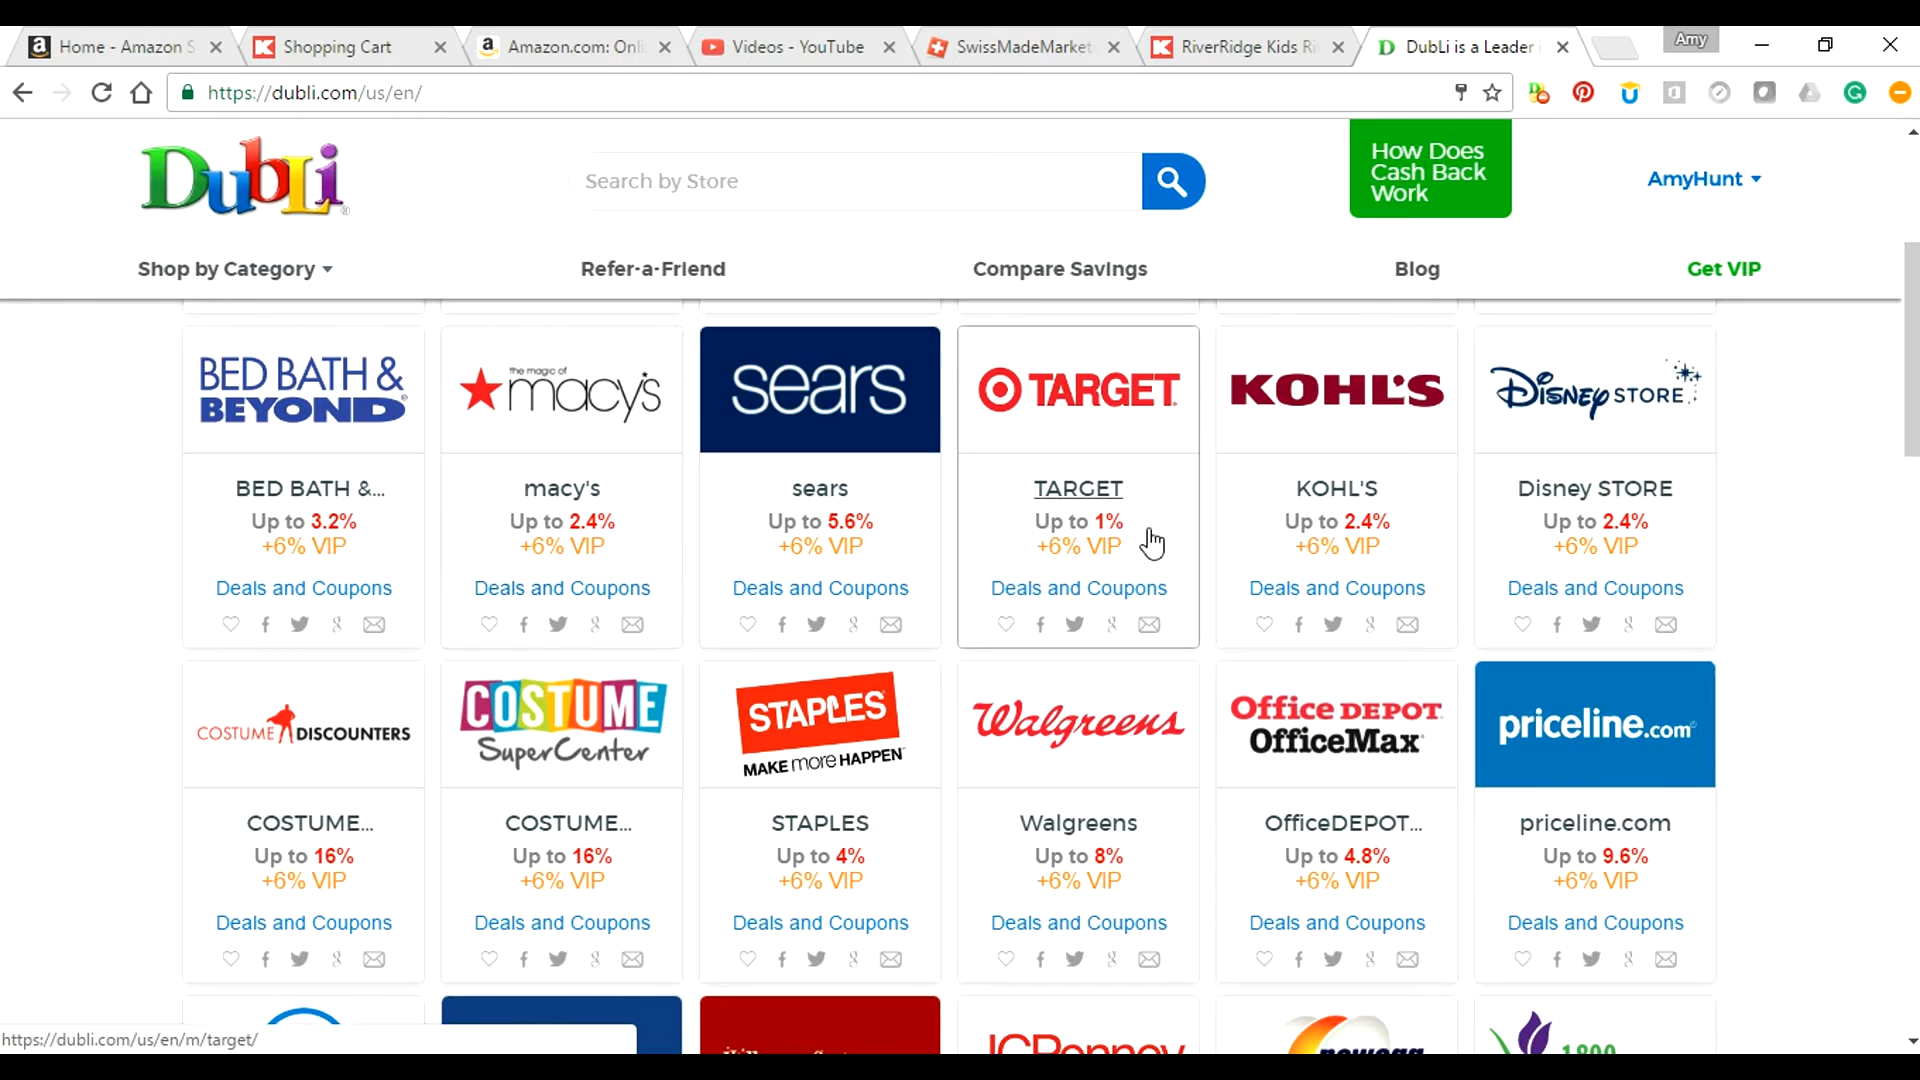 Home - Amazon S
Shopping Cart
Amazon.com: Onli
Videos - YouTube
SwissMadeMarket
RiverRidge Kids Ri
DubLi is a Leader
Amy
https://dubli.com/us/en/
DubLi
Search by Store
How Does
Cash Back
Work
AmyHunt
Shop by Category
Refer-a-Friend
Compare Savings
Blog
Get VIP
BED BATH &
BEYOND
the magic of
macy's
sears
TARGET
KOHL'S
Disney STORE
BED BATH &...
macy's
sears
TARGET
KOHL'S
Disney STORE
Up to 3.2%
Up to 2.4%
Up to 5.6%
Up to 1%
Up to 2.4%
Up to 2.4%
+6% VIP
+6% VIP
+6% VIP
+6% VIP
+6% VIP
+6% VIP
Deals and Coupons
Deals and Coupons
Deals and Coupons
Deals and Coupons
Deals and Coupons
Deals and Coupons
COSTUME DISCOUNTERS
COSTUME
SuperCenter
STAPLES
MAKE more HAPPEN
Walgreens
Office DEPOT
OfficeMax
priceline.com
COSTUME...
COSTUME...
STAPLES
Walgreens
OfficeDEPOT...
priceline.com
Up to 16%
Up to 16%
Up to 4%
Up to 8%
Up to 4.8%
Up to 9.6%
+6% VIP
+6% VIP
+6% VIP
+6% VIP
+6% VIP
+6% VIP
Deals and Coupons
Deals and Coupons
Deals and Coupons
Deals and Coupons
Deals and Coupons
Deals and Coupons
JCPenney
newegg
1800
https://dubli.com/us/en/m/target/